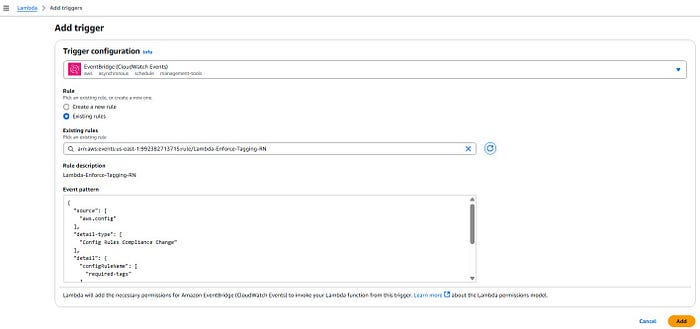 Lambda > Add triggers
Add trigger
Trigger configuration Info
EventBridge (CloudWatch Events)
aws asynchronous schedule management-tools
Rule
Pick an existing rule, or create a new one.
Create a new rule
Existing rules
Existing rules
Pick an existing rule
arn:aws:events:us-east-1:992382713715:rule/Lambda-Enforce-Tagging-RN
Rule description
Lambda-Enforce-Tagging-RN
Event pattern
{
"source": [
"aws.config"
],
"detail-type": [
"Config Rules Compliance Change"
],
"detail": {
"configRuleName": [
"required-tags"
Lambda will add the necessary permissions for Amazon EventBridge (CloudWatch Events) to invoke your Lambda function from this trigger. Learn more about the Lambda permissions model.
Cancel Add